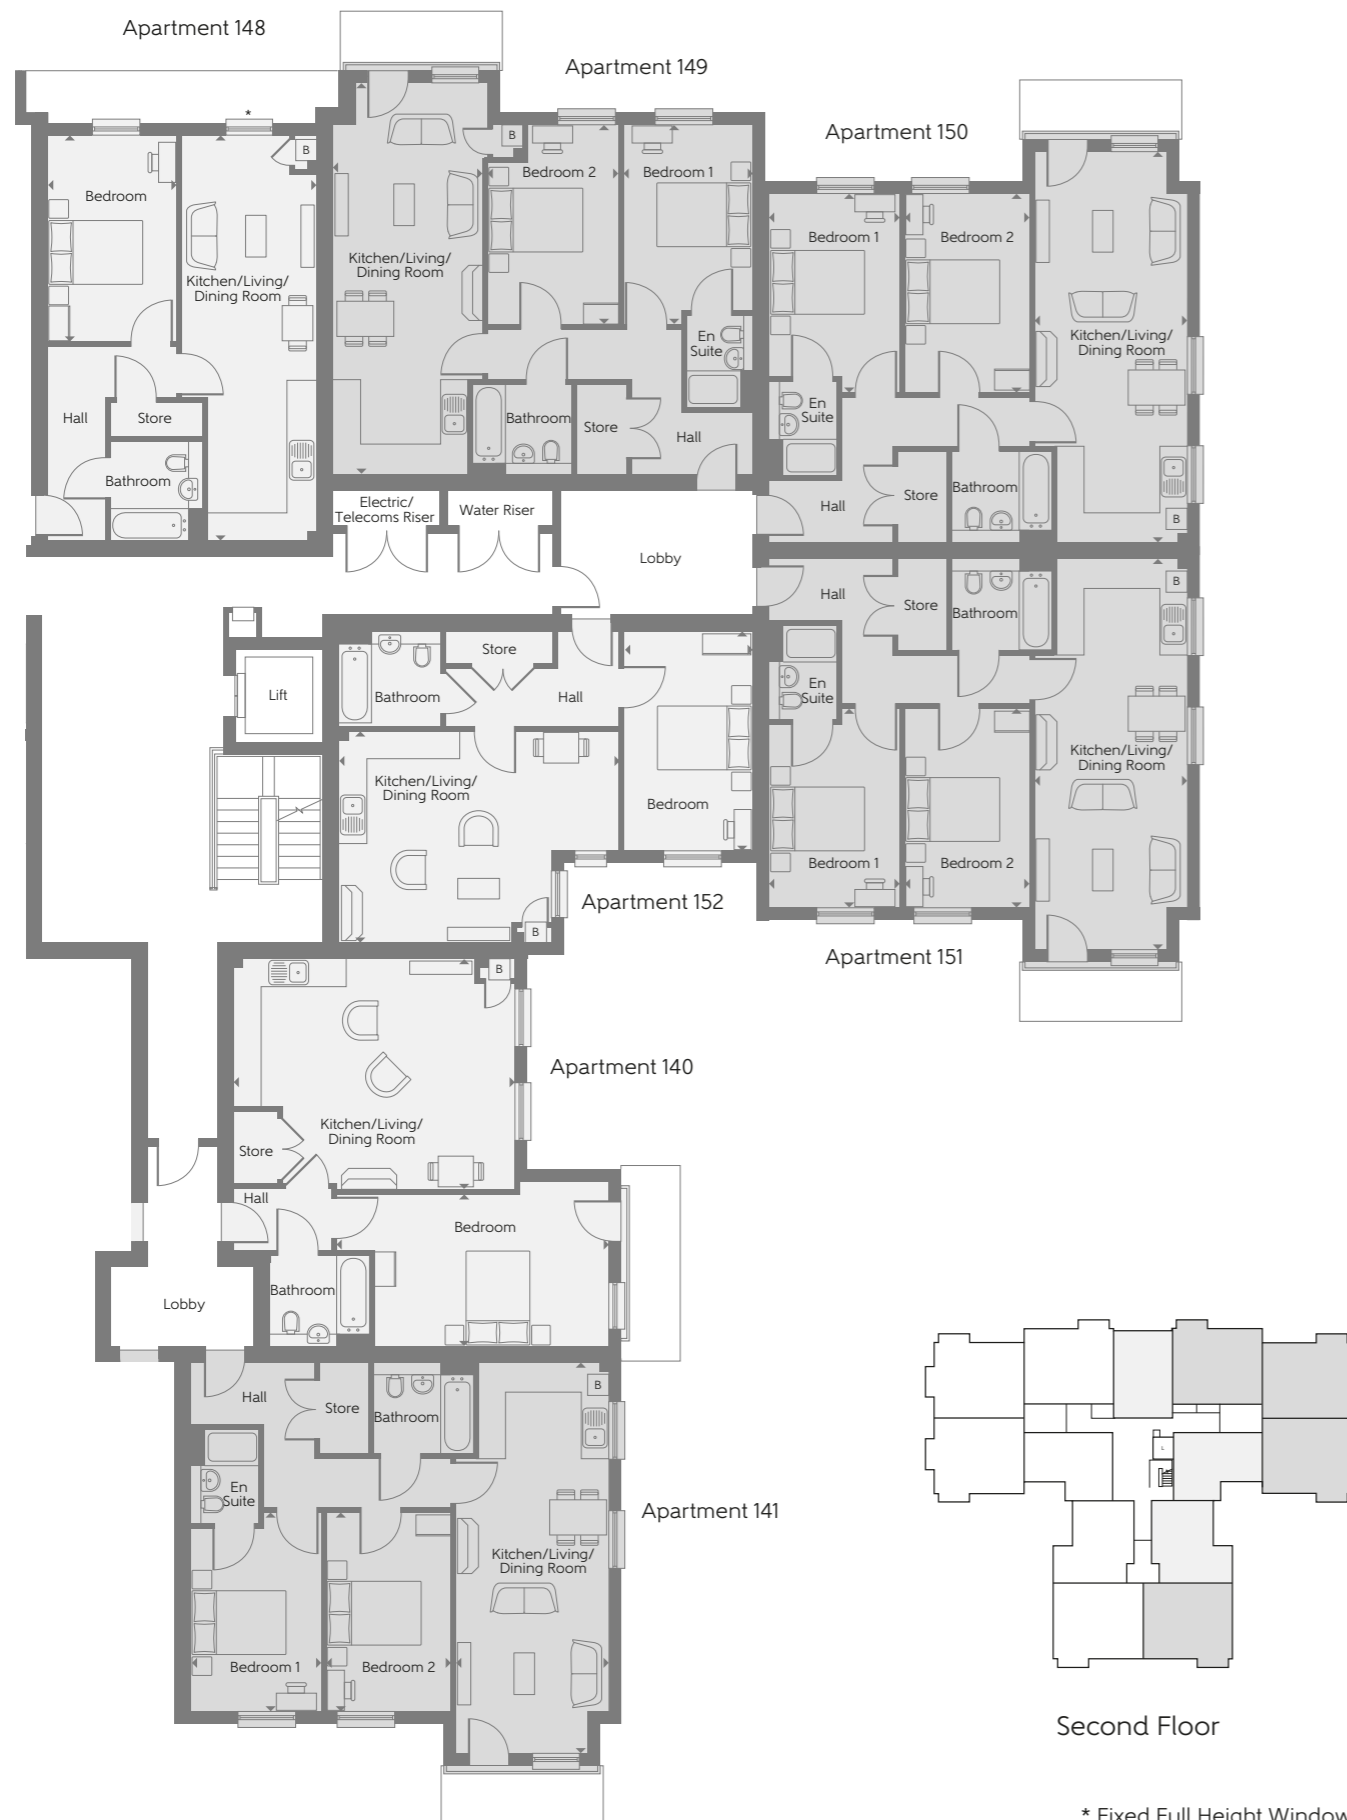 Apartment 148
Apartment 149
Apartment 150
*
B
Bedroom
Kitchen/Living/
Dining Room
Hall
Store
Bathroom
B
Bedroom 2
Bedroom 1
Kitchen/Living/
Dining Room
En
Suite
Bathroom
Store
Hall
Bedroom 1
Bedroom 2
Kitchen/Living/
Dining Room
En
Suite
Hall
Store
Bathroom
B
Electric/
Telecoms Riser
Water Riser
Lobby
Lift
Bathroom
Store
Hall
Kitchen/Living/
Dining Room
Bedroom
B
Apartment 152
Hall
Store
Bathroom
B
En
Suite
Kitchen/Living/
Dining Room
Bedroom 1
Bedroom 2
Apartment 151
B
Apartment 140
Kitchen/Living/
Dining Room
Store
Hall
Bedroom
Bathroom
Lobby
Hall
Store
Bathroom
B
En
Suite
Apartment 141
Kitchen/Living/
Dining Room
Bedroom 1
Bedroom 2
L
Second Floor
* Fixed Full Height Window